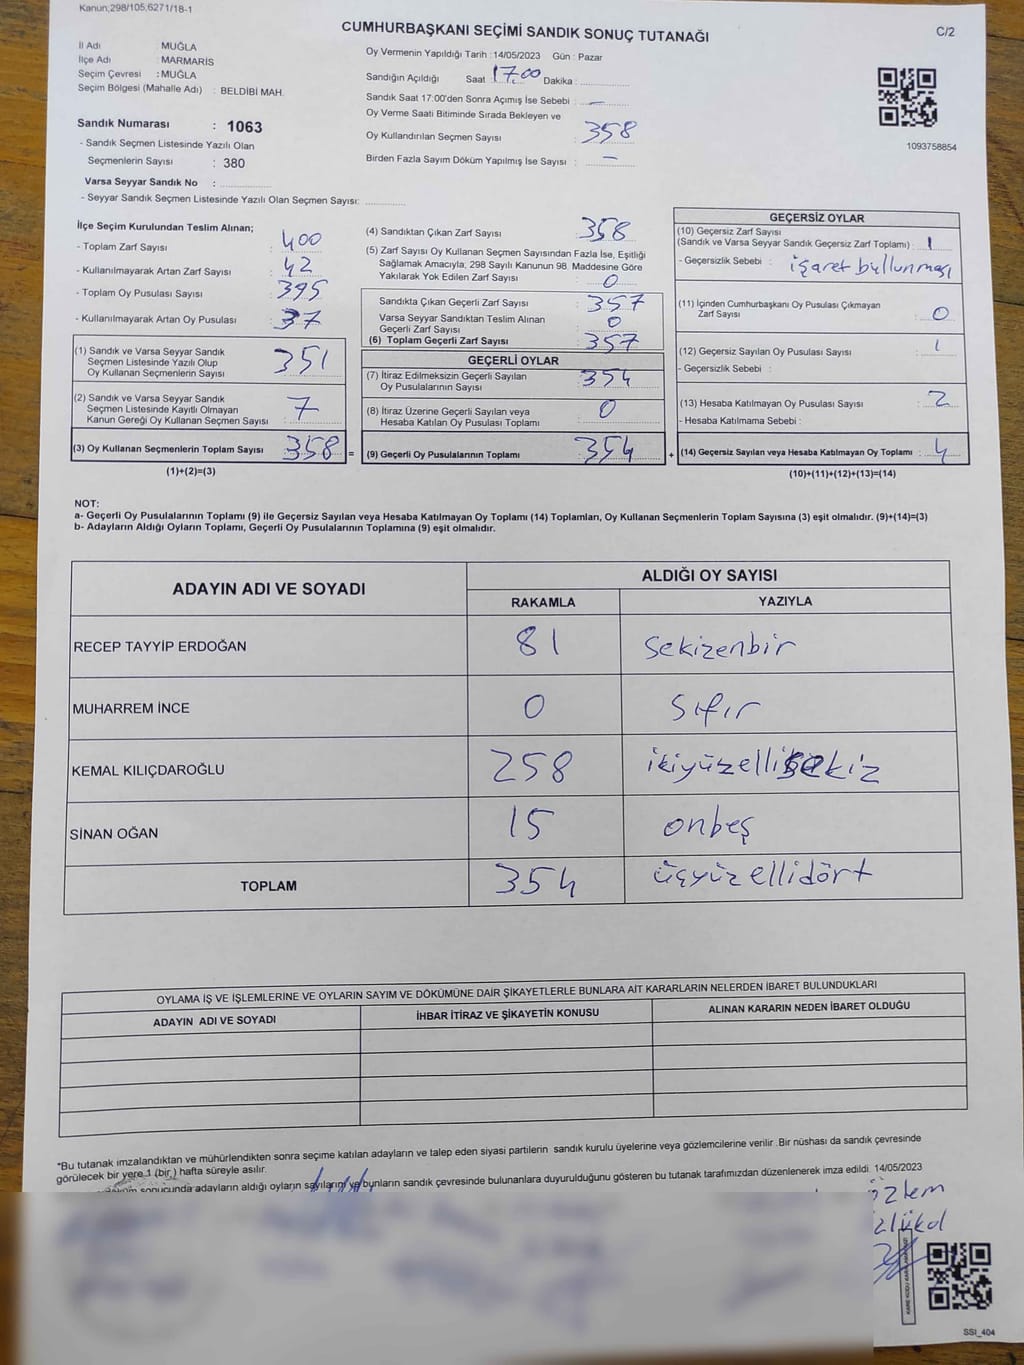 Kanun;298/105,6271/18-1
CUMHURBAŞKANI SEÇİMİ SANDIK SONUÇ TUTANAĞI
C/2
İl Adı : MUĞLA
İlçe Adı : MARMARİS
Seçim Çevresi : MUĞLA
Seçim Bölgesi (Mahalle Adı) : BELDİBİ MAH.
Sandık Numarası : 1063
- Sandık Seçmen Listesinde Yazılı Olan
Seçmenlerin Sayısı : 380
Varsa Seyyar Sandık No :
- Seyyar Sandık Seçmen Listesinde Yazılı Olan Seçmen Sayısı:
Oy Vermenin Yapıldığı Tarih :14/05/2023 Gün : Pazar
Sandığın Açıldığı Saat : 17.00 Dakika :
Sandık Saat 17:00'den Sonra Açımış İse Sebebi : —
Oy Verme Saati Bitiminde Sırada Bekleyen ve
Oy Kullandırılan Seçmen Sayısı : 358
Birden Fazla Sayım Döküm Yapılmış İse Sayısı : —
1093758854
İlçe Seçim Kurulundan Teslim Alınan;
- Toplam Zarf Sayısı : 400
- Kullanılmayarak Artan Zarf Sayısı : 42
- Toplam Oy Pusulası Sayısı : 395
- Kullanılmayarak Artan Oy Pusulası : 37
(1) Sandık ve Varsa Seyyar Sandık
Seçmen Listesinde Yazılı Olup
Oy Kullanan Seçmenlerin Sayısı : 351
(2) Sandık ve Varsa Seyyar Sandık
Seçmen Listesinde Kayıtlı Olmayan
Kanun Gereği Oy Kullanan Seçmen Sayısı : 7
(3) Oy Kullanan Seçmenlerin Toplam Sayısı : 358
(1)+(2)=(3)
(4) Sandıktan Çıkan Zarf Sayısı : 358
(5) Zarf Sayısı Oy Kullanan Seçmen Sayısından Fazla İse, Eşitliği
Sağlamak Amacıyla, 298 Sayılı Kanunun 98. Maddesine Göre
Yakılarak Yok Edilen Zarf Sayısı : 0
Sandıkta Çıkan Geçerli Zarf Sayısı : 357
Varsa Seyyar Sandıktan Teslim Alınan
Geçerli Zarf Sayısı : 0
(6) Toplam Geçerli Zarf Sayısı : 357
GEÇERLİ OYLAR
(7) İtiraz Edilmeksizin Geçerli Sayılan
Oy Pusulalarının Sayısı : 354
(8) İtiraz Üzerine Geçerli Sayılan veya
Hesaba Katılan Oy Pusulası Toplamı : 0
= (9) Geçerli Oy Pusulalarının Toplamı : 354
GEÇERSİZ OYLAR
(10) Geçersiz Zarf Sayısı
(Sandık ve Varsa Seyyar Sandık Geçersiz Zarf Toplamı) : 1
- Geçersizlik Sebebi : işaret bullunması
(11) İçinden Cumhurbaşkanı Oy Pusulası Çıkmayan
Zarf Sayısı : 0
(12) Geçersiz Sayılan Oy Pusulası Sayısı : 1
- Geçersizlik Sebebi :
(13) Hesaba Katılmayan Oy Pusulası Sayısı : 2
- Hesaba Katılmama Sebebi :
+ (14) Geçersiz Sayılan veya Hesaba Katılmayan Oy Toplamı : 4
(10)+(11)+(12)+(13)=(14)
NOT:
a- Geçerli Oy Pusulalarının Toplamı (9) ile Geçersiz Sayılan veya Hesaba Katılmayan Oy Toplamı (14) Toplamları, Oy Kullanan Seçmenlerin Toplam Sayısına (3) eşit olmalıdır. (9)+(14)=(3)
b- Adayların Aldığı Oyların Toplamı, Geçerli Oy Pusulalarının Toplamına (9) eşit olmalıdır.
ADAYIN ADI VE SOYADI ALDIĞI OY SAYISI
RAKAMLA YAZIYLA
RECEP TAYYİP ERDOĞAN 81 sekizenbir
MUHARREM İNCE 0 sıfır
KEMAL KILIÇDAROĞLU 258 ikiyüzellisekiz
SİNAN OĞAN 15 onbeş
TOPLAM 354 üçyüzellidört
OYLAMA İŞ VE İŞLEMLERİNE VE OYLARIN SAYIM VE DÖKÜMÜNE DAİR ŞİKAYETLERLE BUNLARA AİT KARARLARIN NELERDEN İBARET BULUNDUKLARI
ADAYIN ADI VE SOYADI İHBAR İTİRAZ VE ŞİKAYETİN KONUSU ALINAN KARARIN NEDEN İBARET OLDUĞU
"Bu tutanak imzalandıktan ve mühürlendikten sonra seçime katılan adayların ve talep eden siyasi partilerin sandık kurulu üyelerine veya gözlemcilerine verilir .Bir nüshası da sandık çevresinde
görülecek bir yere 1 (bir ) hafta süreyle asılır.
sonucunda adayların aldığı oyların sayılarını ve bunların sandık çevresinde bulunanlara duyurulduğunu gösteren bu tutanak tarafımızdan düzenlenerek imza edildi. 14/05/2023
SSİ_404